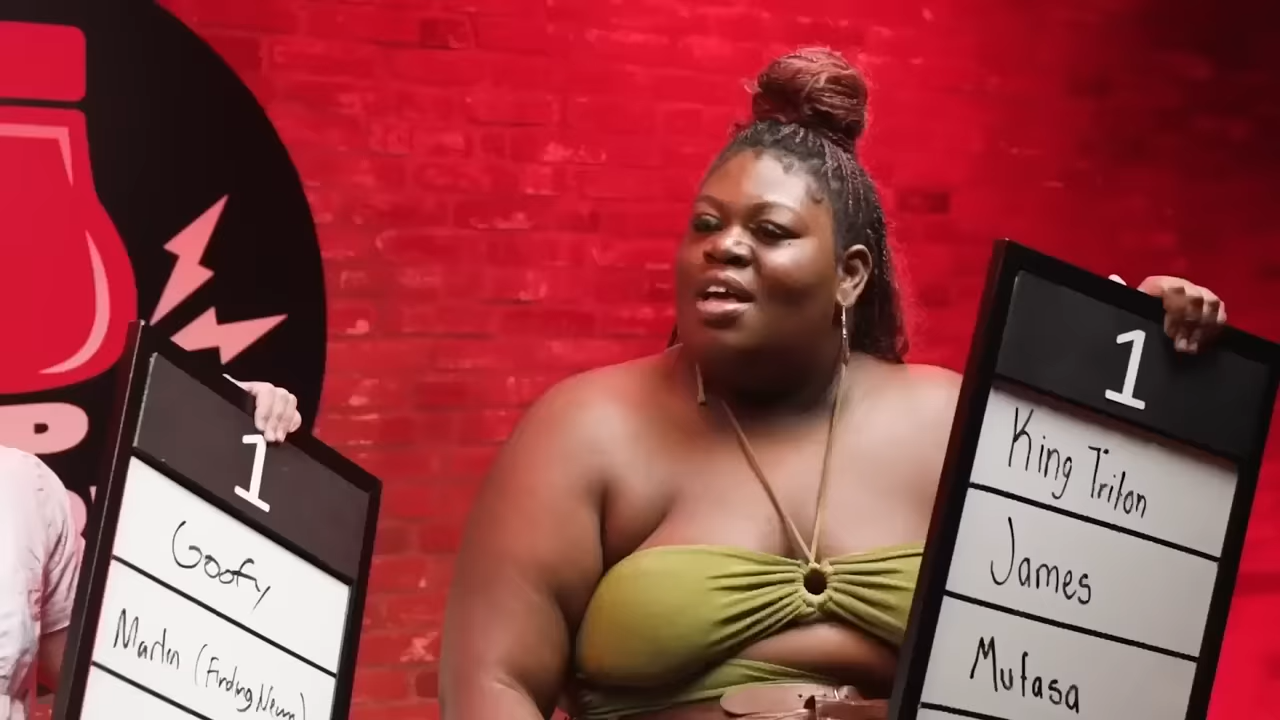 P
1
Goofy
Marlin (Finding Nemo)
1
King Triton
James
Mufasa